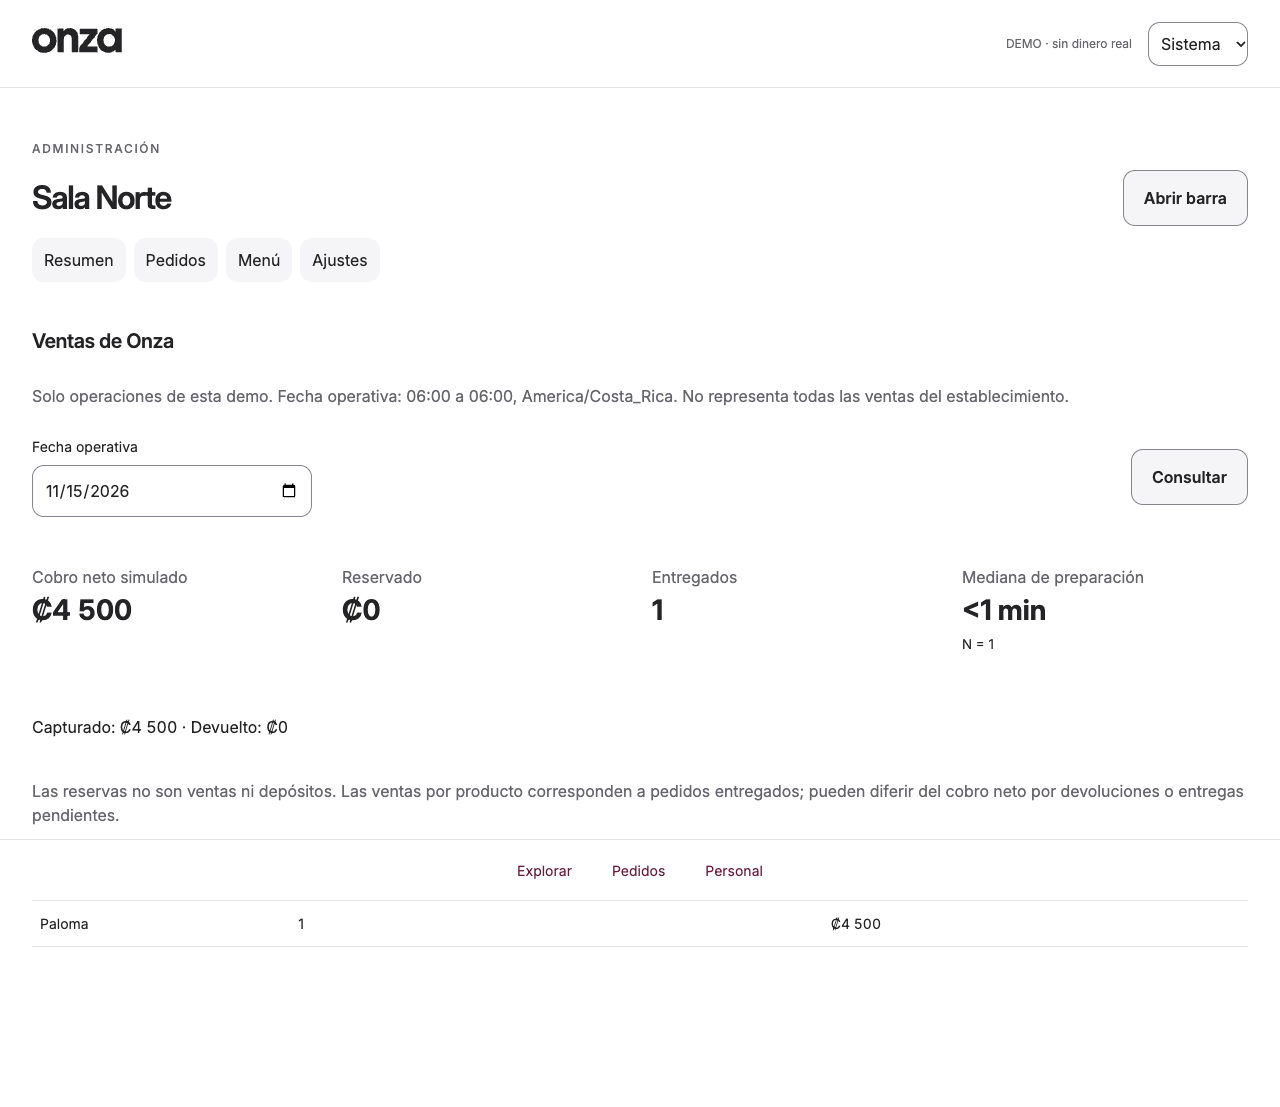 onza
DEMO · sin dinero real
Sistema
ADMINISTRACIÓN
Sala Norte
Abrir barra
Resumen
Pedidos
Menú
Ajustes
Ventas de Onza
Solo operaciones de esta demo. Fecha operativa: 06:00 a 06:00, America/Costa_Rica. No representa todas las ventas del establecimiento.
Fecha operativa
11/15/2026
Consultar
Cobro neto simulado
₡4 500
Reservado
₡0
Entregados
1
Mediana de preparación
<1 min
N = 1
Capturado: ₡4 500 · Devuelto: ₡0
Las reservas no son ventas ni depósitos. Las ventas por producto corresponden a pedidos entregados; pueden diferir del cobro neto por devoluciones o entregas
pendientes.
Explorar
Pedidos
Personal
Paloma
1
₡4 500